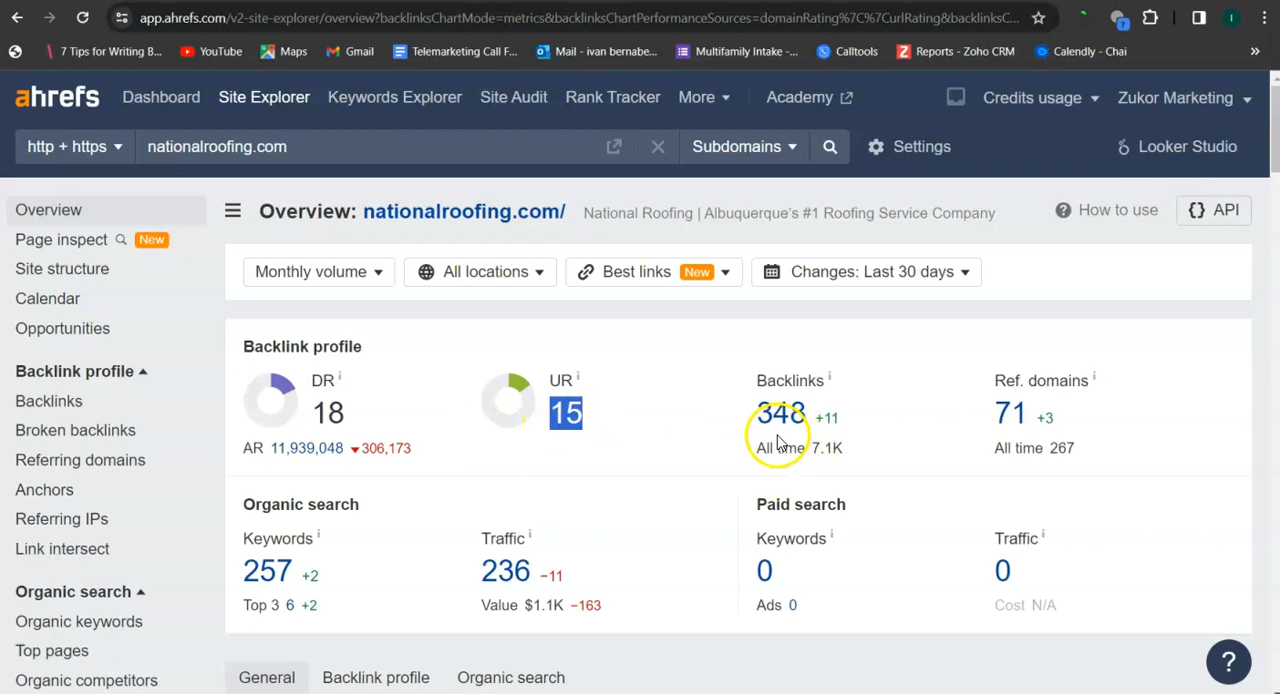 app.ahrefs.com/v2-site-explorer/overview?backlinksChartMode=metrics&backlinksChartPerformanceSources=domainRating%7C%7CurlRating&backlinksC...
7 Tips for Writing B... YouTube Maps Gmail Telemarketing Call F... Mail - ivan bernabe... Multifamily Intake -... Calltools Reports - Zoho CRM Calendly - Chai »
ahrefs Dashboard Site Explorer Keywords Explorer Site Audit Rank Tracker More Academy Credits usage Zukor Marketing
http + https nationalroofing.com Subdomains Settings Looker Studio
Overview
Page inspect New
Site structure
Calendar
Opportunities
Backlink profile
Backlinks
Broken backlinks
Referring domains
Anchors
Referring IPs
Link intersect
Organic search
Organic keywords
Top pages
Organic competitors
Overview: nationalroofing.com/ National Roofing | Albuquerque's #1 Roofing Service Company How to use {} API
Monthly volume All locations Best links New Changes: Last 30 days
Backlink profile
DR i UR i Backlinks i Ref. domains i
18 15 348 +11 71 +3
AR 11,939,048 306,173 All time 7.1K All time 267
Organic search Paid search
Keywords i Traffic i Keywords i Traffic i
257 +2 236 −11 0 0
Top 3 6 +2 Value $1.1K −163 Ads 0 Cost N/A
General Backlink profile Organic search
?